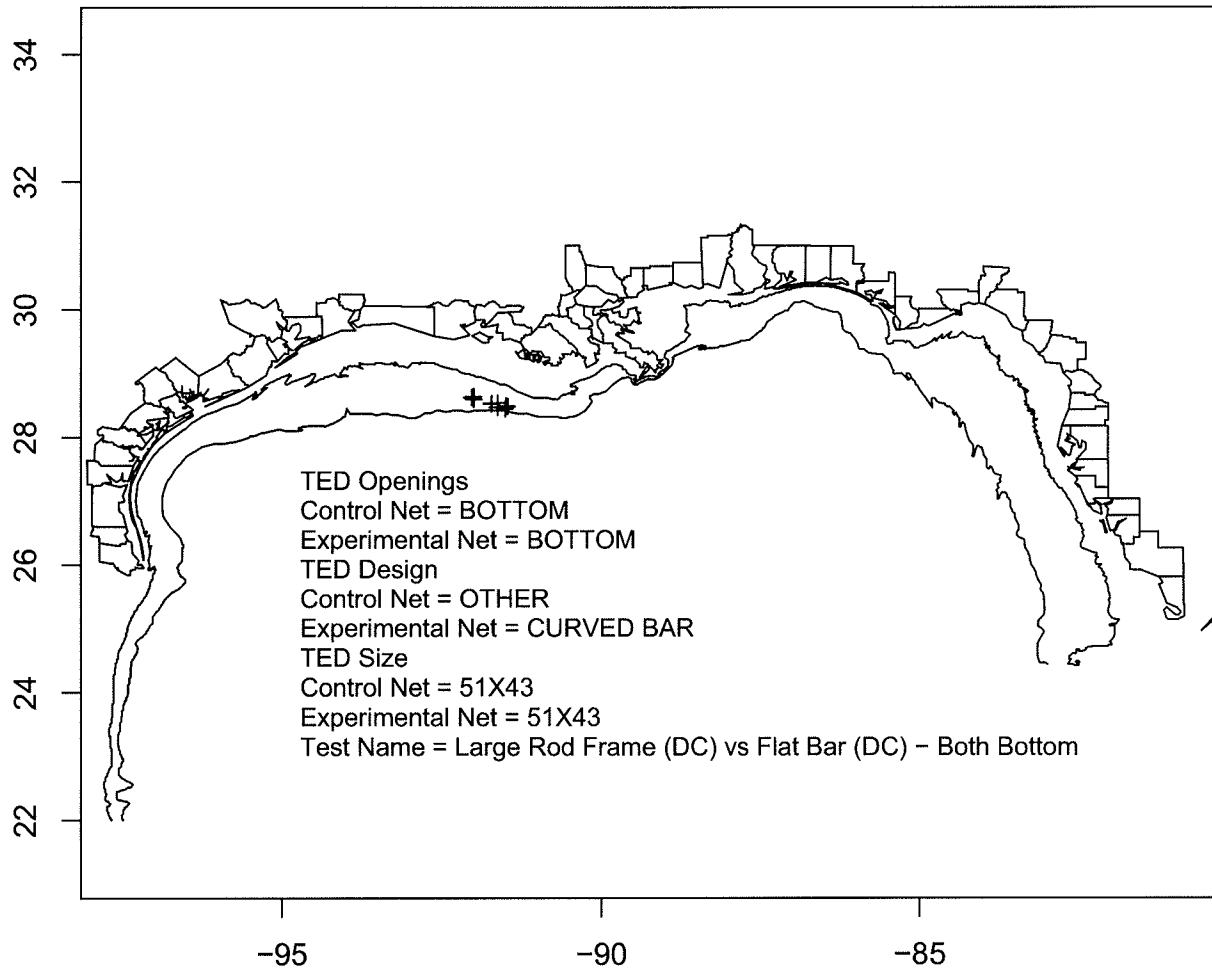 34
32
30
28
26
24
22
TED Openings
Control Net = BOTTOM
Experimental Net = BOTTOM
TED Design
Control Net = OTHER
Experimental Net = CURVED BAR
TED Size
Control Net = 51X43
Experimental Net = 51X43
Test Name = Large Rod Frame (DC) vs Flat Bar (DC) − Both Bottom
−95
−90
−85